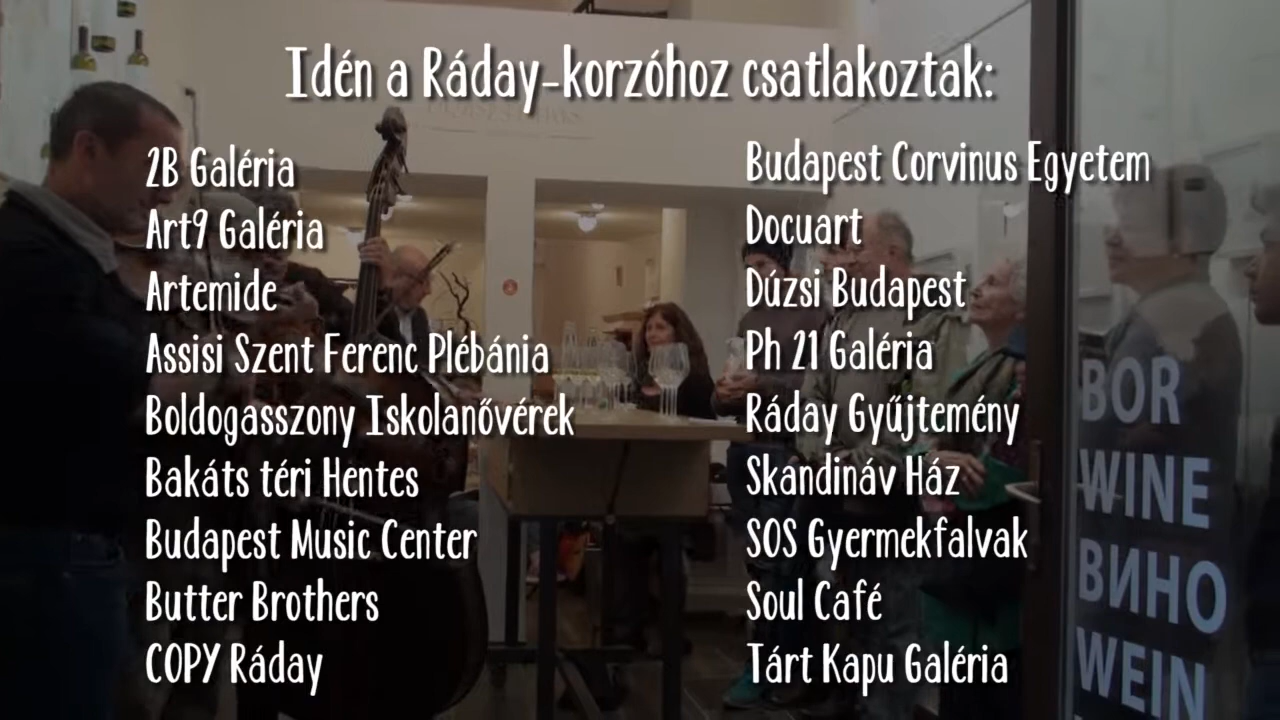 Idén a Ráday-korzóhoz csatlakoztak:
2B Galéria
Art9 Galéria
Artemide
Assisi Szent Ferenc Plébánia
Boldogasszony Iskolanővérek
Bakáts téri Hentes
Budapest Music Center
Butter Brothers
COPY Ráday
Budapest Corvinus Egyetem
Docuart
Dúzsi Budapest
Ph 21 Galéria
Ráday Gyűjtemény
Skandináv Ház
SOS Gyermekfalvak
Soul Café
Tárt Kapu Galéria
BOR
WINE
ВИНО
WEIN